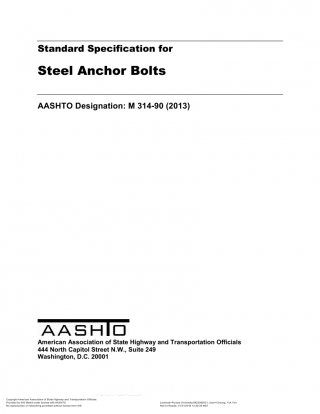 Standard Specification for
Steel Anchor Bolts
AASHTO Designation: M 314-90 (2013)
AASHTO
American Association of State Highway and Transportation Officials
444 North Capitol Street N.W., Suite 249
Washington, D.C. 20001